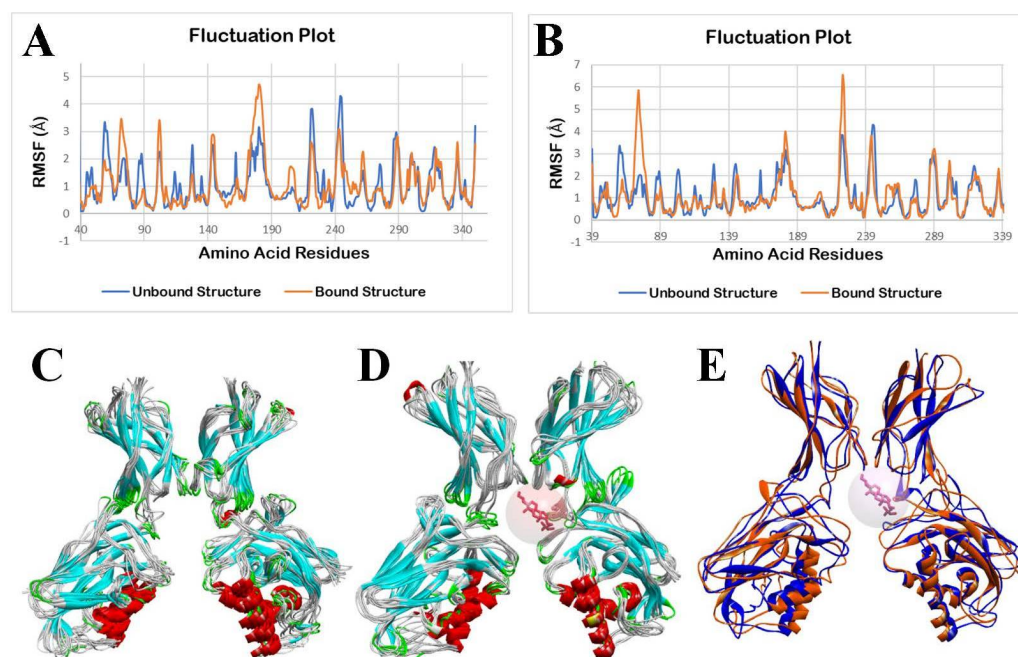 A
Fluctuation Plot
RMSF (Å)
5
4
3
2
1
0
-1
40 90 140 190 240 290 340
Amino Acid Residues
Unbound Structure Bound Structure
B
Fluctuation Plot
RMSF (Å)
7
6
5
4
3
2
1
0
-1
39 89 139 189 239 289 339
Amino Acid Residues
Unbound Structure Bound Structure
C D E